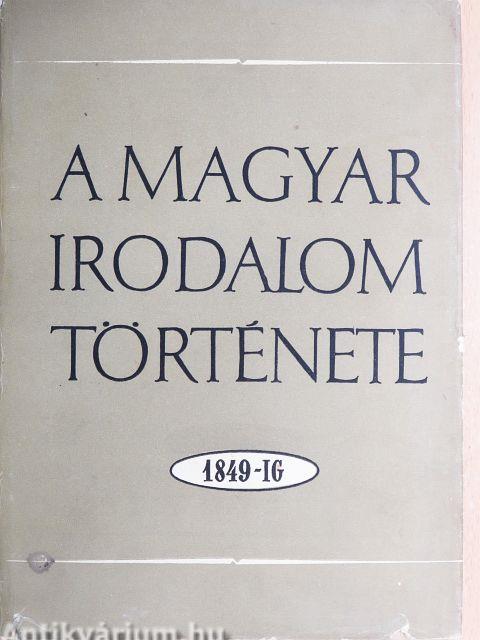 A MAGYAR
IRODALOM
TÖRTÉNETE
1849-IG
Antikvárium.hu